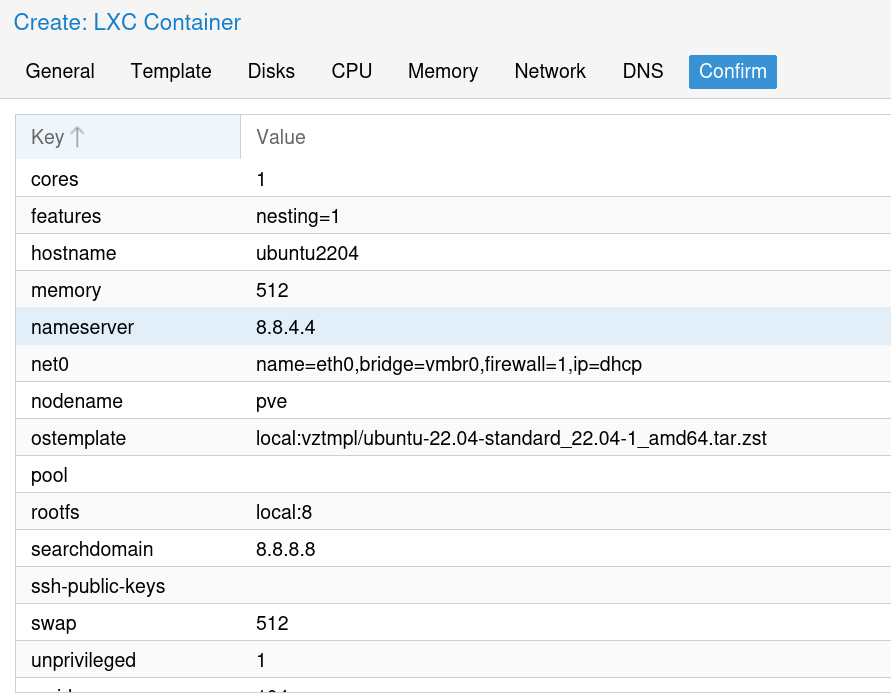 Create: LXC Container
General Template Disks CPU Memory Network DNS Confirm
Key Value
cores 1
features nesting=1
hostname ubuntu2204
memory 512
nameserver 8.8.4.4
net0 name=eth0,bridge=vmbr0,firewall=1,ip=dhcp
nodename pve
ostemplate local:vztmpl/ubuntu-22.04-standard_22.04-1_amd64.tar.zst
pool
rootfs local:8
searchdomain 8.8.8.8
ssh-public-keys
swap 512
unprivileged 1